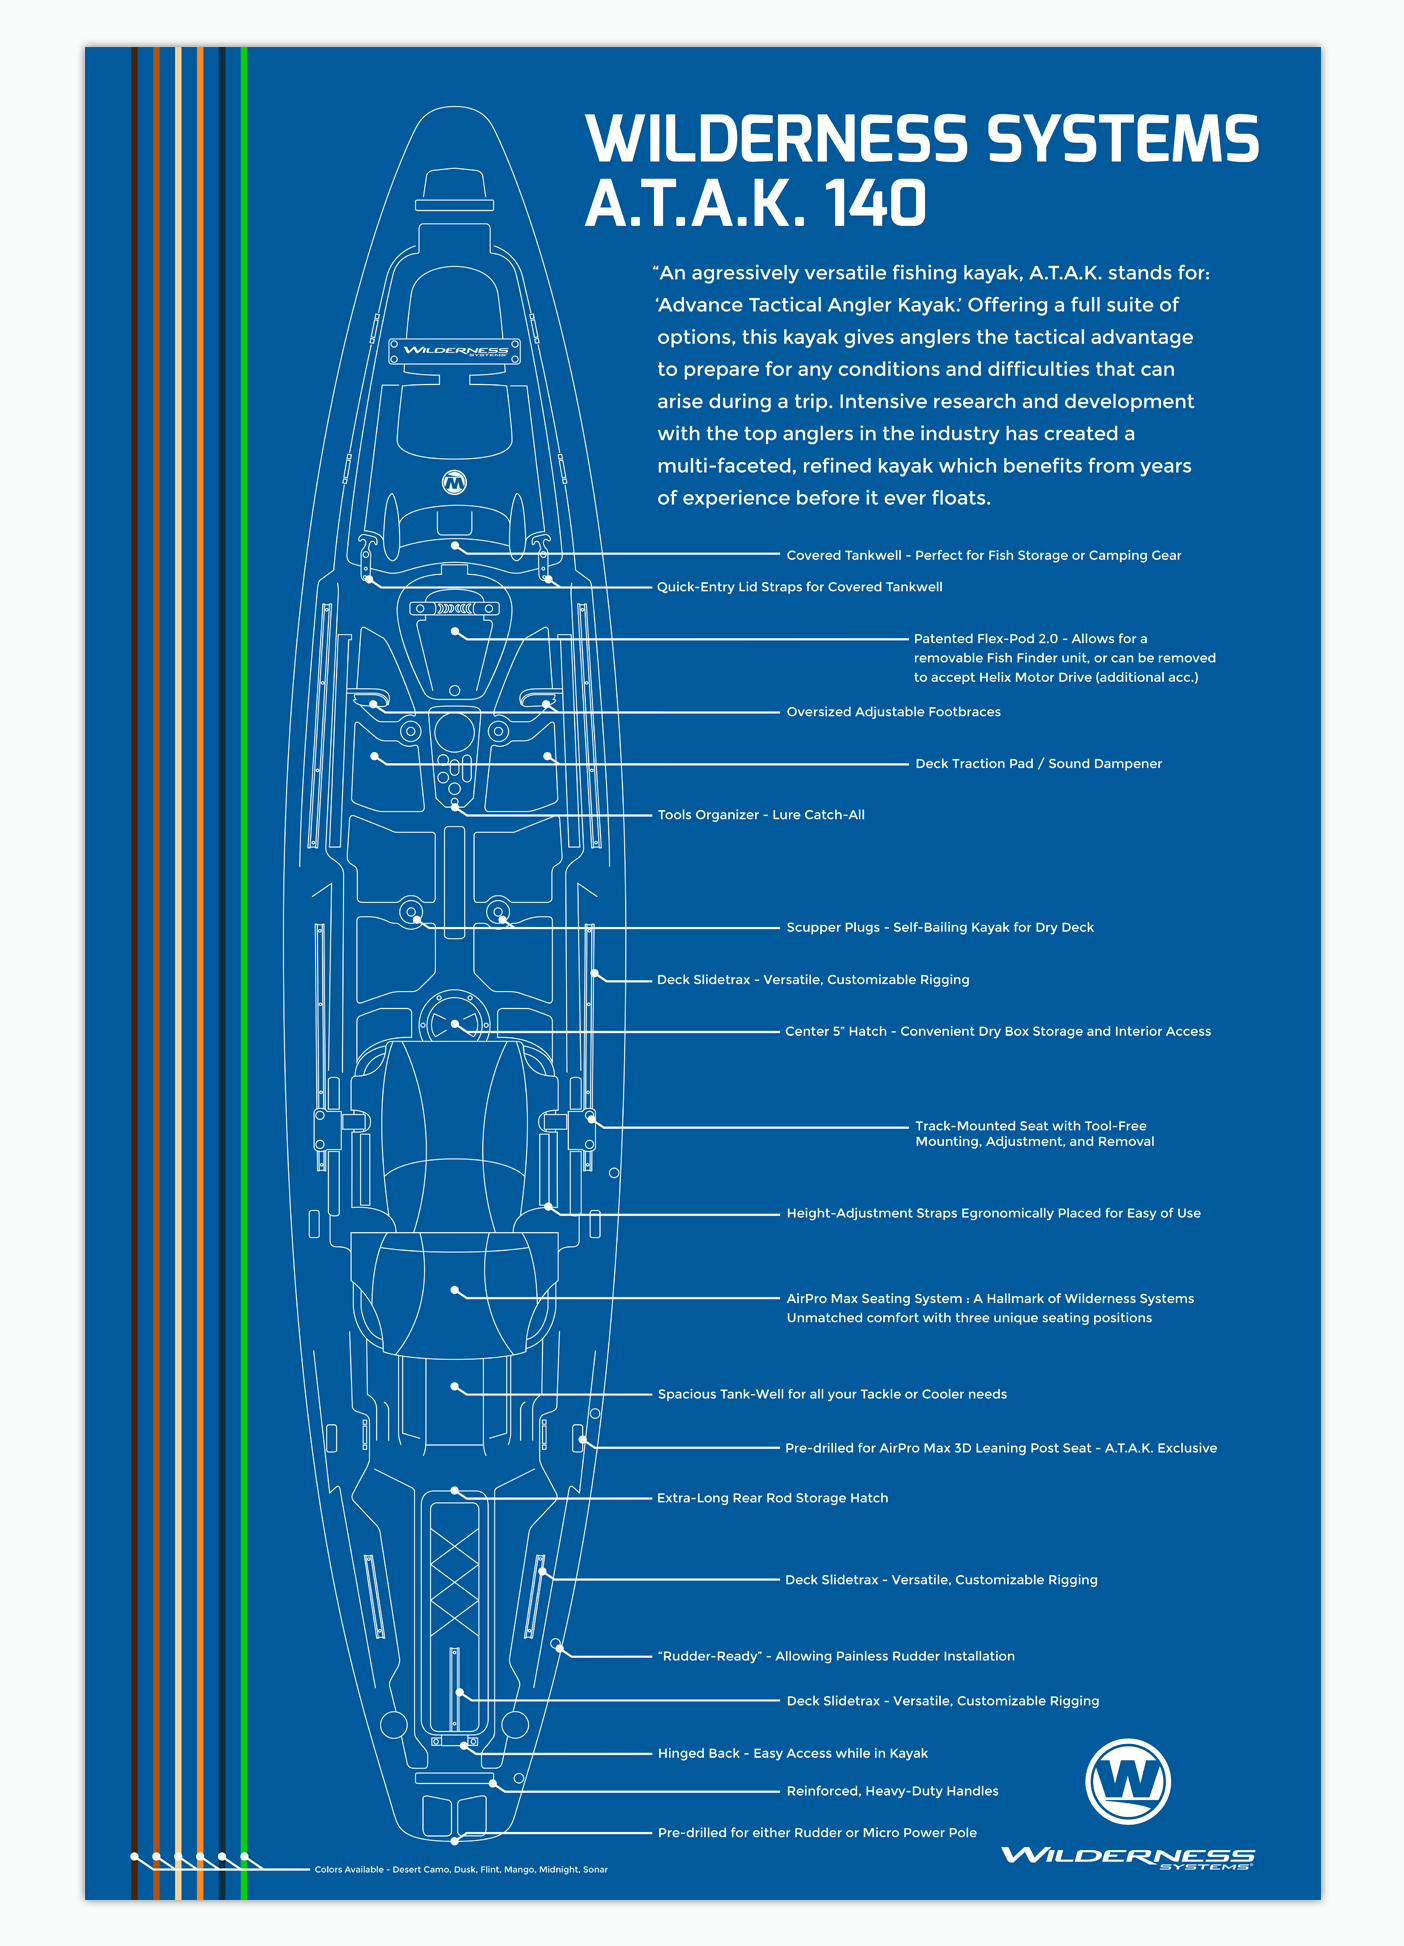 WILDERNESS SYSTEMS
A.T.A.K. 140
“An agressively versatile fishing kayak, A.T.A.K. stands for:
‘Advance Tactical Angler Kayak.’ Offering a full suite of
options, this kayak gives anglers the tactical advantage
to prepare for any conditions and difficulties that can
arise during a trip. Intensive research and development
with the top anglers in the industry has created a
multi-faceted, refined kayak which benefits from years
of experience before it ever floats.
WILDERNESS
SYSTEMS
Covered Tankwell - Perfect for Fish Storage or Camping Gear
Quick-Entry Lid Straps for Covered Tankwell
Patented Flex-Pod 2.0 - Allows for a
removable Fish Finder unit, or can be removed
to accept Helix Motor Drive (additional acc.)
Oversized Adjustable Footbraces
Deck Traction Pad / Sound Dampener
Tools Organizer - Lure Catch-All
Scupper Plugs - Self-Bailing Kayak for Dry Deck
Deck Slidetrax - Versatile, Customizable Rigging
Center 5” Hatch - Convenient Dry Box Storage and Interior Access
Track-Mounted Seat with Tool-Free
Mounting, Adjustment, and Removal
Height-Adjustment Straps Egronomically Placed for Easy of Use
AirPro Max Seating System : A Hallmark of Wilderness Systems
Unmatched comfort with three unique seating positions
Spacious Tank-Well for all your Tackle or Cooler needs
Pre-drilled for AirPro Max 3D Leaning Post Seat - A.T.A.K. Exclusive
Extra-Long Rear Rod Storage Hatch
Deck Slidetrax - Versatile, Customizable Rigging
“Rudder-Ready” - Allowing Painless Rudder Installation
Deck Slidetrax - Versatile, Customizable Rigging
Hinged Back - Easy Access while in Kayak
Reinforced, Heavy-Duty Handles
Pre-drilled for either Rudder or Micro Power Pole
W
WILDERNESS
SYSTEMS®
Colors Available - Desert Camo, Dusk, Flint, Mango, Midnight, Sonar